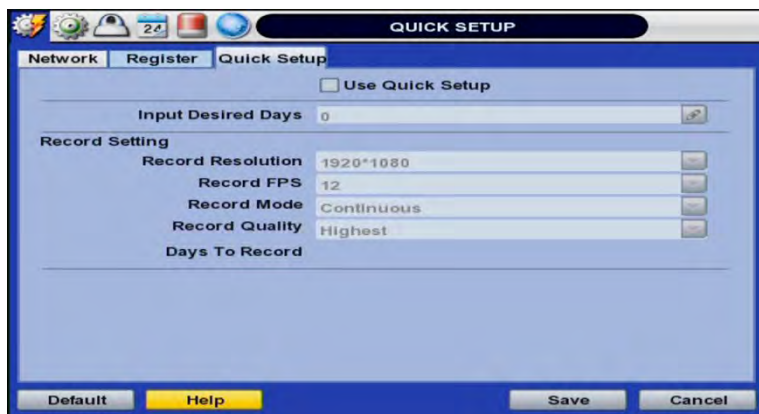 24
QUICK SETUP
Network Register Quick Setup
Use Quick Setup
Input Desired Days 0
Record Setting
Record Resolution 1920*1080
Record FPS 12
Record Mode Continuous
Record Quality Highest
Days To Record
Default Help Save Cancel